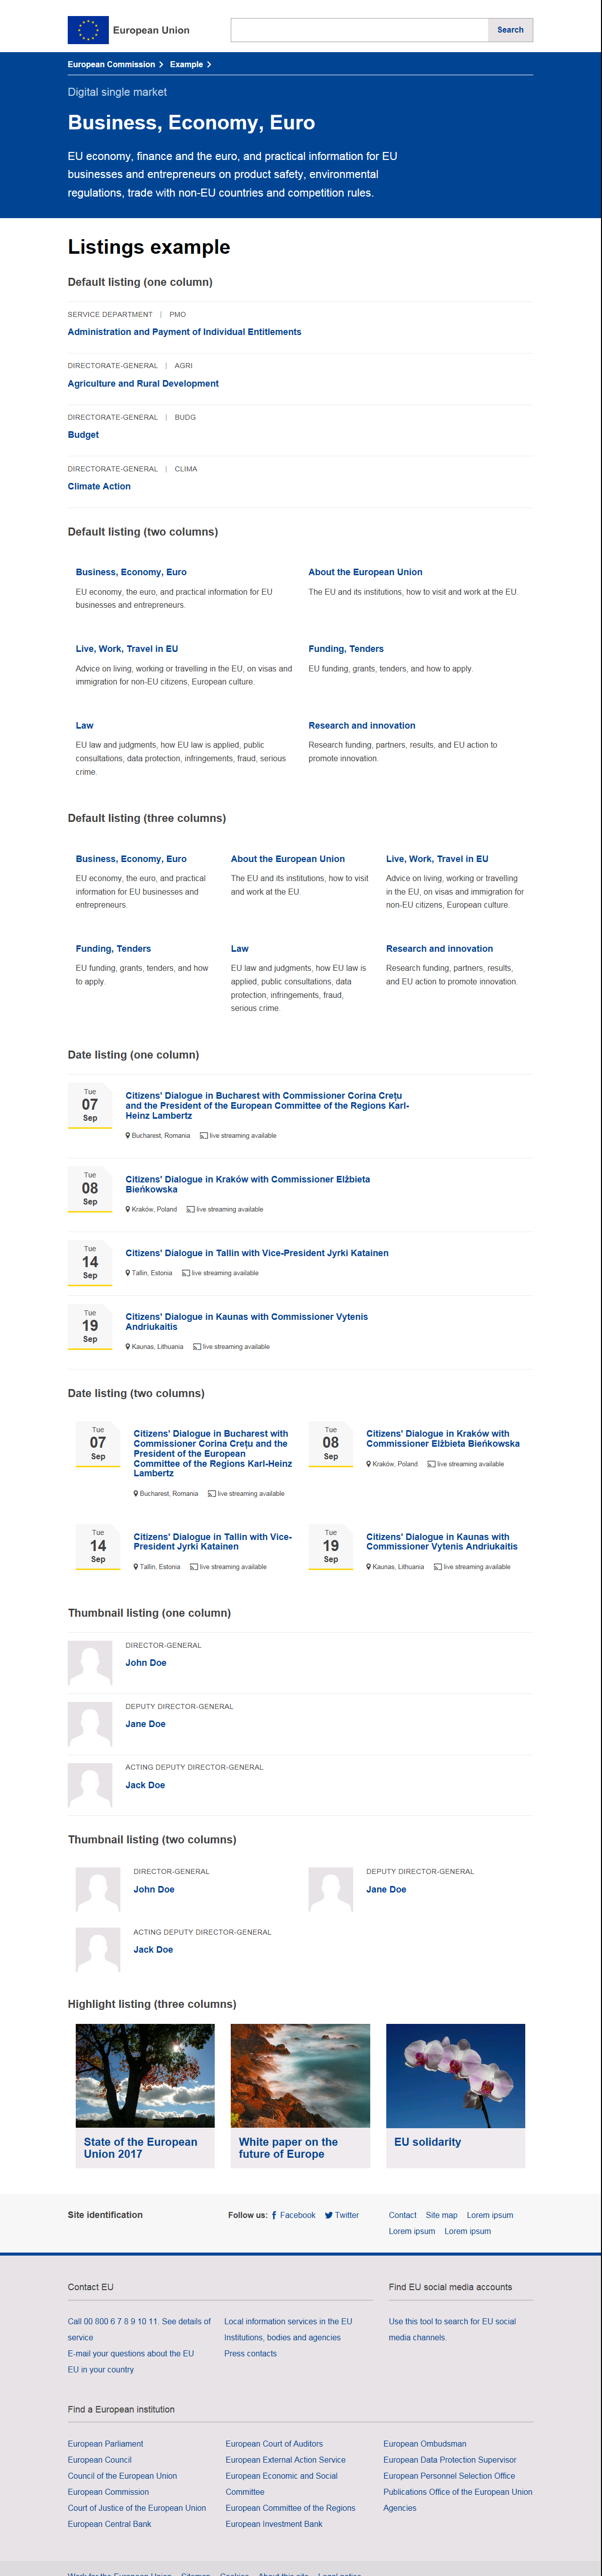 European Union
Search
European Commission
Example
Digital single market
Business, Economy, Euro
EU economy, finance and the euro, and practical information for EU
businesses and entrepreneurs on product safety, environmental
regulations, trade with non-EU countries and competition rules.
Listings example
Default listing (one column)
SERVICE DEPARTMENT | PMO
Administration and Payment of Individual Entitlements
DIRECTORATE-GENERAL | AGRI
Agriculture and Rural Development
DIRECTORATE-GENERAL | BUDG
Budget
DIRECTORATE-GENERAL | CLIMA
Climate Action
Default listing (two columns)
Business, Economy, Euro
EU economy, the euro, and practical information for EU
businesses and entrepreneurs.
About the European Union
The EU and its institutions, how to visit and work at the EU.
Live, Work, Travel in EU
Advice on living, working or travelling in the EU, on visas and
immigration for non-EU citizens, European culture.
Funding, Tenders
EU funding, grants, tenders, and how to apply.
Law
EU law and judgments, how EU law is applied, public
consultations, data protection, infringements, fraud, serious
crime.
Research and innovation
Research funding, partners, results, and EU action to
promote innovation.
Default listing (three columns)
Business, Economy, Euro
EU economy, the euro, and practical
information for EU businesses and
entrepreneurs.
About the European Union
The EU and its institutions, how to visit
and work at the EU.
Live, Work, Travel in EU
Advice on living, working or travelling
in the EU, on visas and immigration for
non-EU citizens, European culture.
Funding, Tenders
EU funding, grants, tenders, and how
to apply.
Law
EU law and judgments, how EU law is
applied, public consultations, data
protection, infringements, fraud,
serious crime.
Research and innovation
Research funding, partners, results,
and EU action to promote innovation.
Date listing (one column)
Tue
07
Sep
Citizens' Dialogue in Bucharest with Commissioner Corina Crețu
and the President of the European Committee of the Regions Karl-
Heinz Lambertz
Bucharest, Romania
live streaming available
Tue
08
Sep
Citizens' Dialogue in Kraków with Commissioner Elżbieta
Bieńkowska
Kraków, Poland
live streaming available
Tue
14
Sep
Citizens' Dialogue in Tallin with Vice-President Jyrki Katainen
Tallin, Estonia
live streaming available
Tue
19
Sep
Citizens' Dialogue in Kaunas with Commissioner Vytenis
Andriukaitis
Kaunas, Lithuania
live streaming available
Date listing (two columns)
Tue
07
Sep
Citizens' Dialogue in Bucharest with
Commissioner Corina Crețu and the
President of the European
Committee of the Regions Karl-Heinz
Lambertz
Bucharest, Romania
live streaming available
Tue
08
Sep
Citizens' Dialogue in Kraków with
Commissioner Elżbieta Bieńkowska
Kraków, Poland
live streaming available
Tue
14
Sep
Citizens' Dialogue in Tallin with Vice-
President Jyrki Katainen
Tallin, Estonia
live streaming available
Tue
19
Sep
Citizens' Dialogue in Kaunas with
Commissioner Vytenis Andriukaitis
Kaunas, Lithuania
live streaming available
Thumbnail listing (one column)
DIRECTOR-GENERAL
John Doe
DEPUTY DIRECTOR-GENERAL
Jane Doe
ACTING DEPUTY DIRECTOR-GENERAL
Jack Doe
Thumbnail listing (two columns)
DIRECTOR-GENERAL
John Doe
DEPUTY DIRECTOR-GENERAL
Jane Doe
ACTING DEPUTY DIRECTOR-GENERAL
Jack Doe
Highlight listing (three columns)
State of the European
Union 2017
White paper on the
future of Europe
EU solidarity
Site identification
Follow us: Facebook Twitter
Contact Site map Lorem ipsum
Lorem ipsum Lorem ipsum
Contact EU
Call 00 800 6 7 8 9 10 11. See details of
service
E-mail your questions about the EU
EU in your country
Local information services in the EU
Institutions, bodies and agencies
Press contacts
Find EU social media accounts
Use this tool to search for EU social
media channels.
Find a European institution
European Parliament
European Council
Council of the European Union
European Commission
Court of Justice of the European Union
European Central Bank
European Court of Auditors
European External Action Service
European Economic and Social
Committee
European Committee of the Regions
European Investment Bank
European Ombudsman
European Data Protection Supervisor
European Personnel Selection Office
Publications Office of the European Union
Agencies
Work for the European Union Sitemap Cookies About this site Legal notice